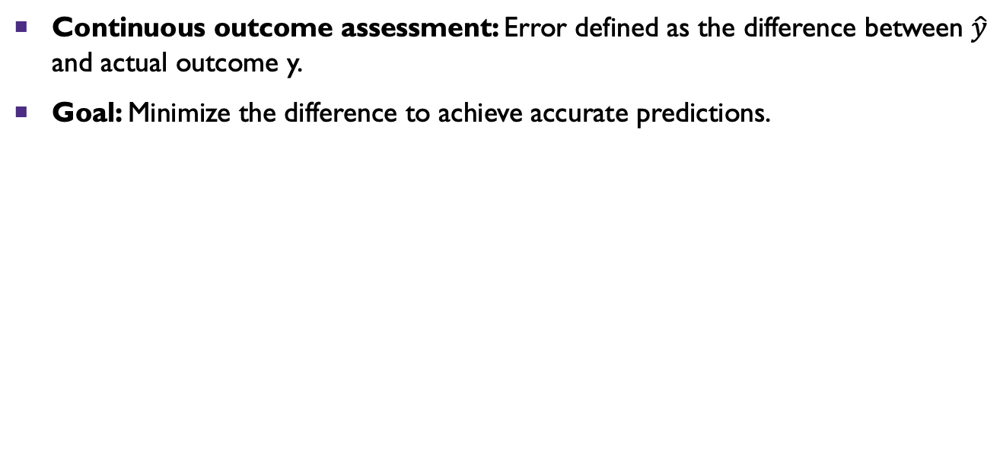 ▪ Continuous outcome assessment: Error defined as the difference between ŷ
and actual outcome y.
▪ Goal: Minimize the difference to achieve accurate predictions.